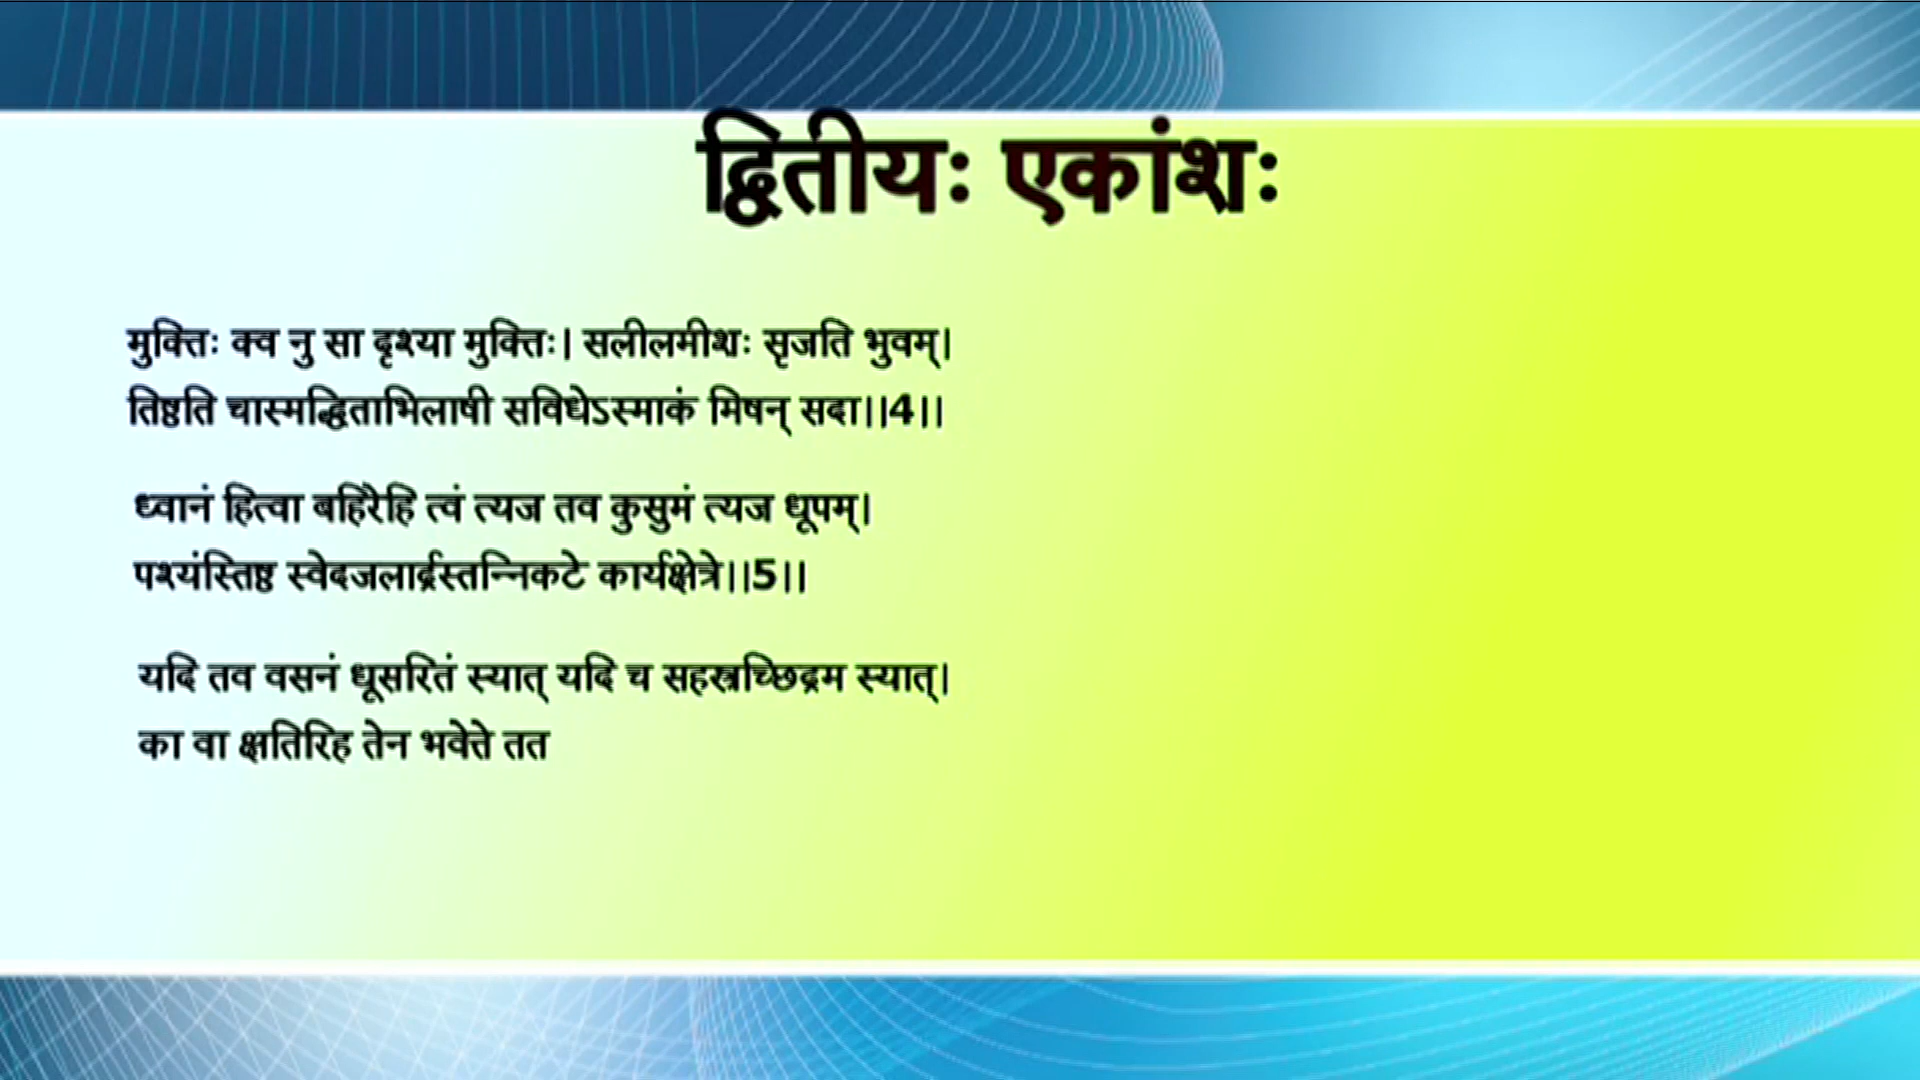 द्वितीयः एकांशः
मुक्तिः क्व नु सा दृश्या मुक्तिः। सलीलमीशः सृजति भुवम्।
तिष्ठति चास्मद्धिताभिलाषी सविधेऽस्माकं मिषन् सदा।।4।।
ध्वानं हित्वा बहिरेहि त्वं त्यज तव कुसुमं त्यज धूपम्।
पश्यंस्तिष्ठ स्वेदजलार्द्रस्तन्निकटे कार्यक्षेत्रे।।5।।
यदि तव वसनं धूसरितं स्यात् यदि च सहस्रच्छिद्रम स्यात्।
का वा क्षतिरिह तेन भवेत्ते तत